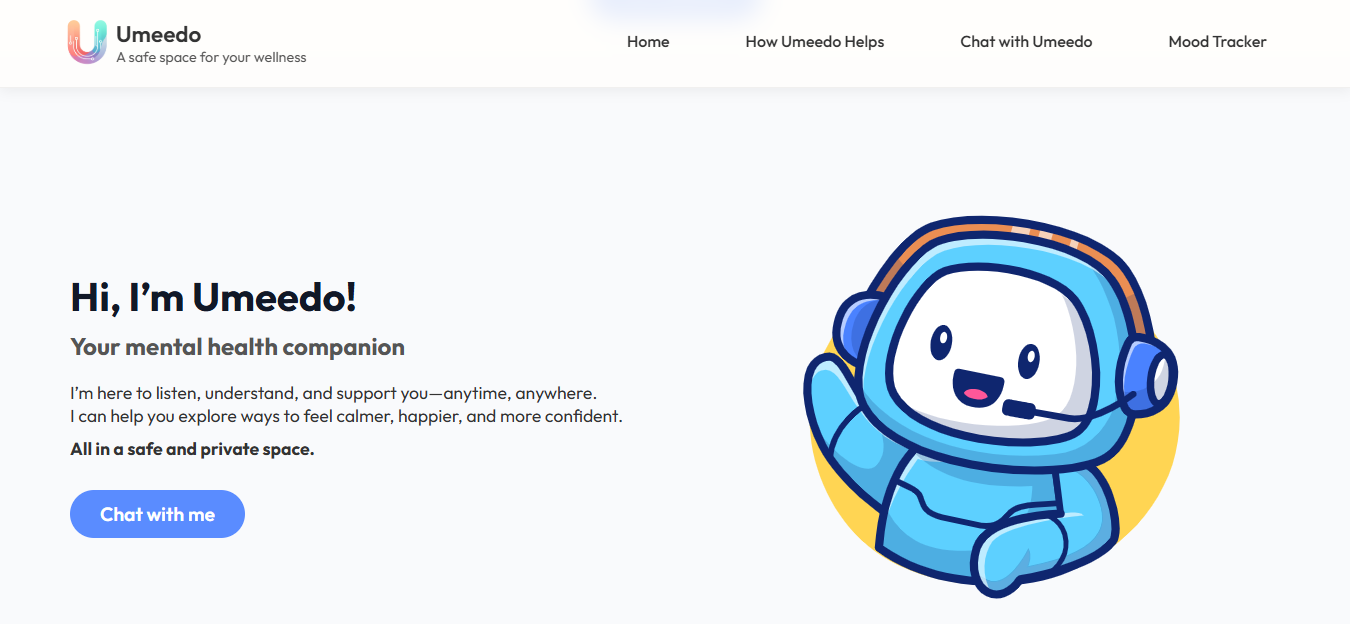 Umeedo
A safe space for your wellness
Home
How Umeedo Helps
Chat with Umeedo
Mood Tracker
Hi, I’m Umeedo!
Your mental health companion
I’m here to listen, understand, and support you—anytime, anywhere.
I can help you explore ways to feel calmer, happier, and more confident.
All in a safe and private space.
Chat with me